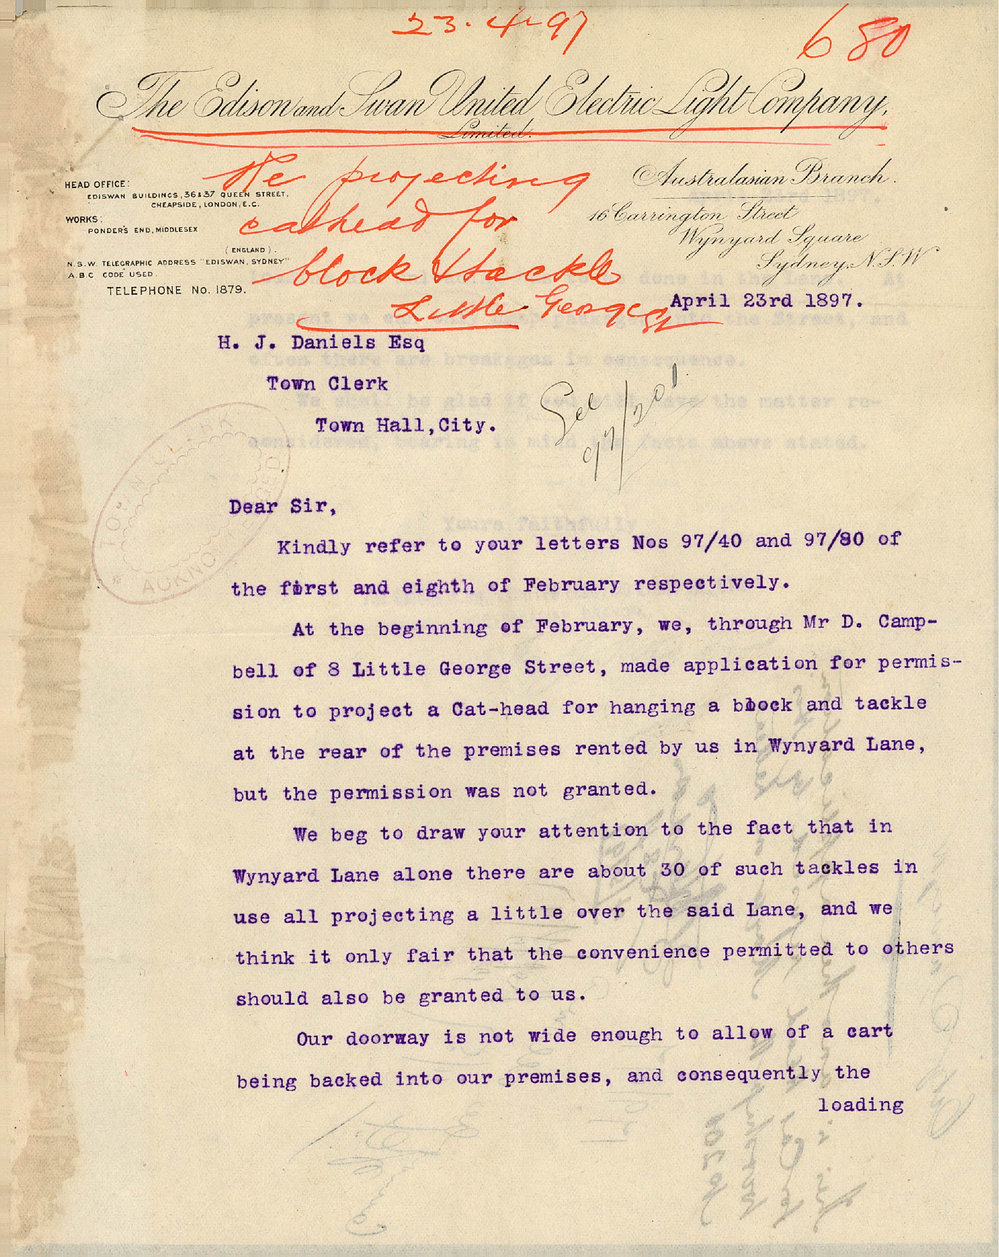 23.4.97
680
The Edison and Swan United Electric Light Company,
Limited.
HEAD OFFICE:
EDISWAN BUILDINGS, 36 & 37 QUEEN STREET,
CHEAPSIDE, LONDON, E.C.
WORKS:
PONDER'S END, MIDDLESEX
(ENGLAND).
N.S.W. TELEGRAPHIC ADDRESS "EDISWAN, SYDNEY"
A.B.C CODE USED.
TELEPHONE No. 1879.
Re projecting
cathead for
block & tackle
Little George St
Australasian Branch.
16 Carrington Street
Wynyard Square
Sydney, N.S.W
April 23rd 1897.
H. J. Daniels Esq
Town Clerk
Town Hall, City.
See
97/201
TOWN CLERK
ACKNOWLEDGED
Dear Sir,
Kindly refer to your letters Nos 97/40 and 97/80 of
the first and eighth of February respectively.
At the beginning of February, we, through Mr D. Camp-
bell of 8 Little George Street, made application for permis-
sion to project a Cat-head for hanging a block and tackle
at the rear of the premises rented by us in Wynyard Lane,
but the permission was not granted.
We beg to draw your attention to the fact that in
Wynyard Lane alone there are about 30 of such tackles in
use all projecting a little over the said Lane, and we
think it only fair that the convenience permitted to others
should also be granted to us.
Our doorway is not wide enough to allow of a cart
being backed into our premises, and consequently the
loading